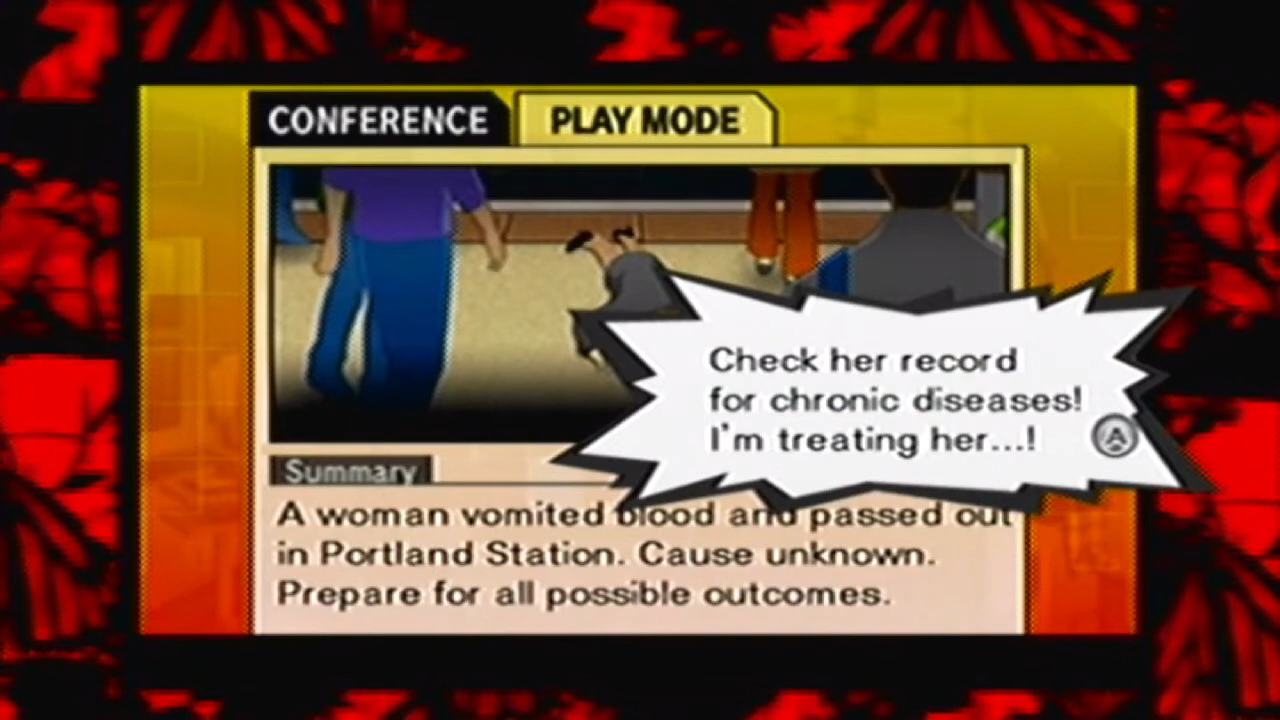 CONFERENCE
PLAY MODE
Check her record
for chronic diseases!
I'm treating her...!
A
Summary
A woman vomited blood and passed out
in Portland Station. Cause unknown.
Prepare for all possible outcomes.